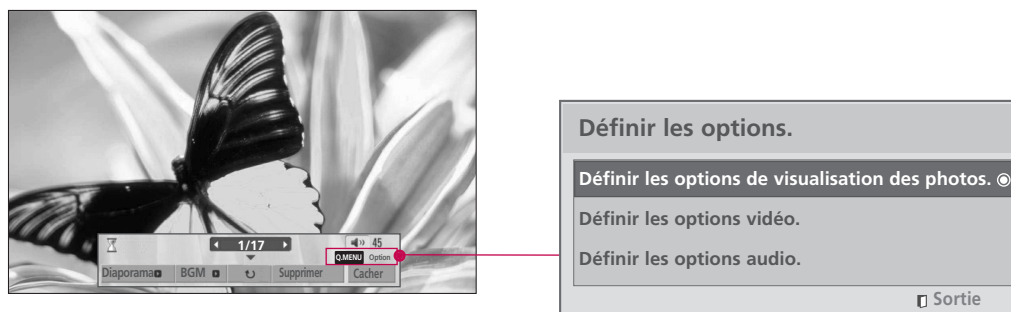 1/17
45
Q.MENU Option
Diaporama BGM Supprimer Cacher
Définir les options.
Définir les options de visualisation des photos.
Définir les options vidéo.
Définir les options audio.
Sortie